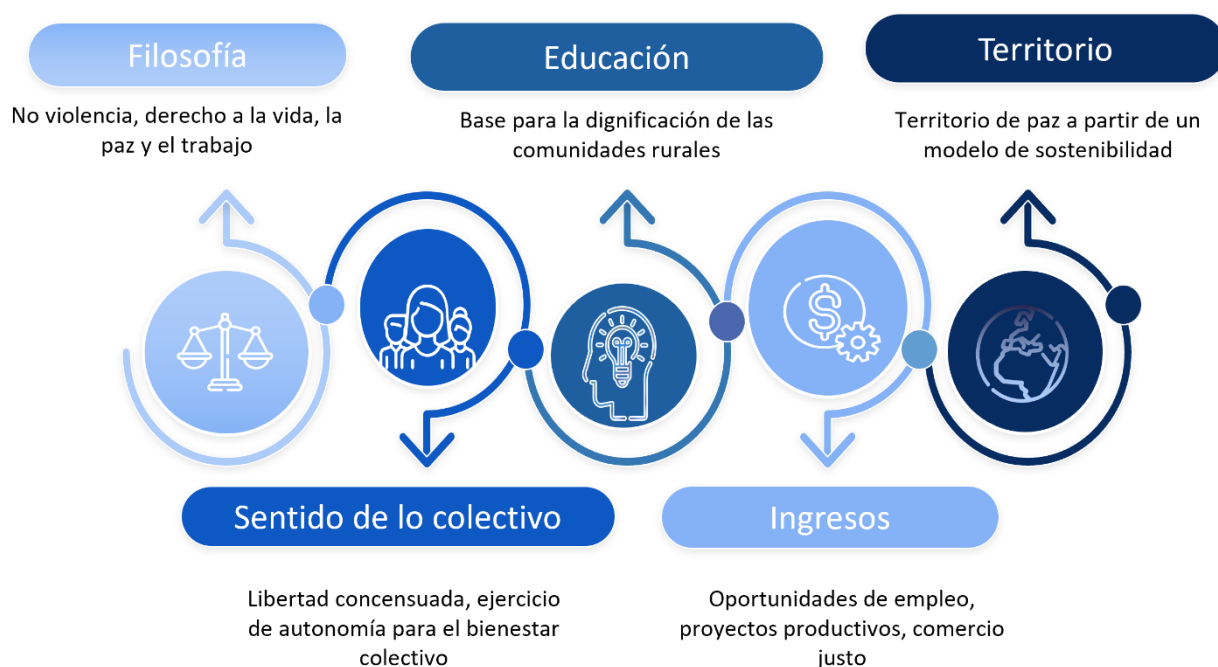 Filosofía
No violencia, derecho a la vida, la
paz y el trabajo
Educación
Base para la dignificación de las
comunidades rurales
Territorio
Territorio de paz a partir de un
modelo de sostenibilidad
$
Sentido de lo colectivo
Libertad concensuada, ejercicio
de autonomía para el bienestar
colectivo
Ingresos
Oportunidades de empleo,
proyectos productivos, comercio
justo